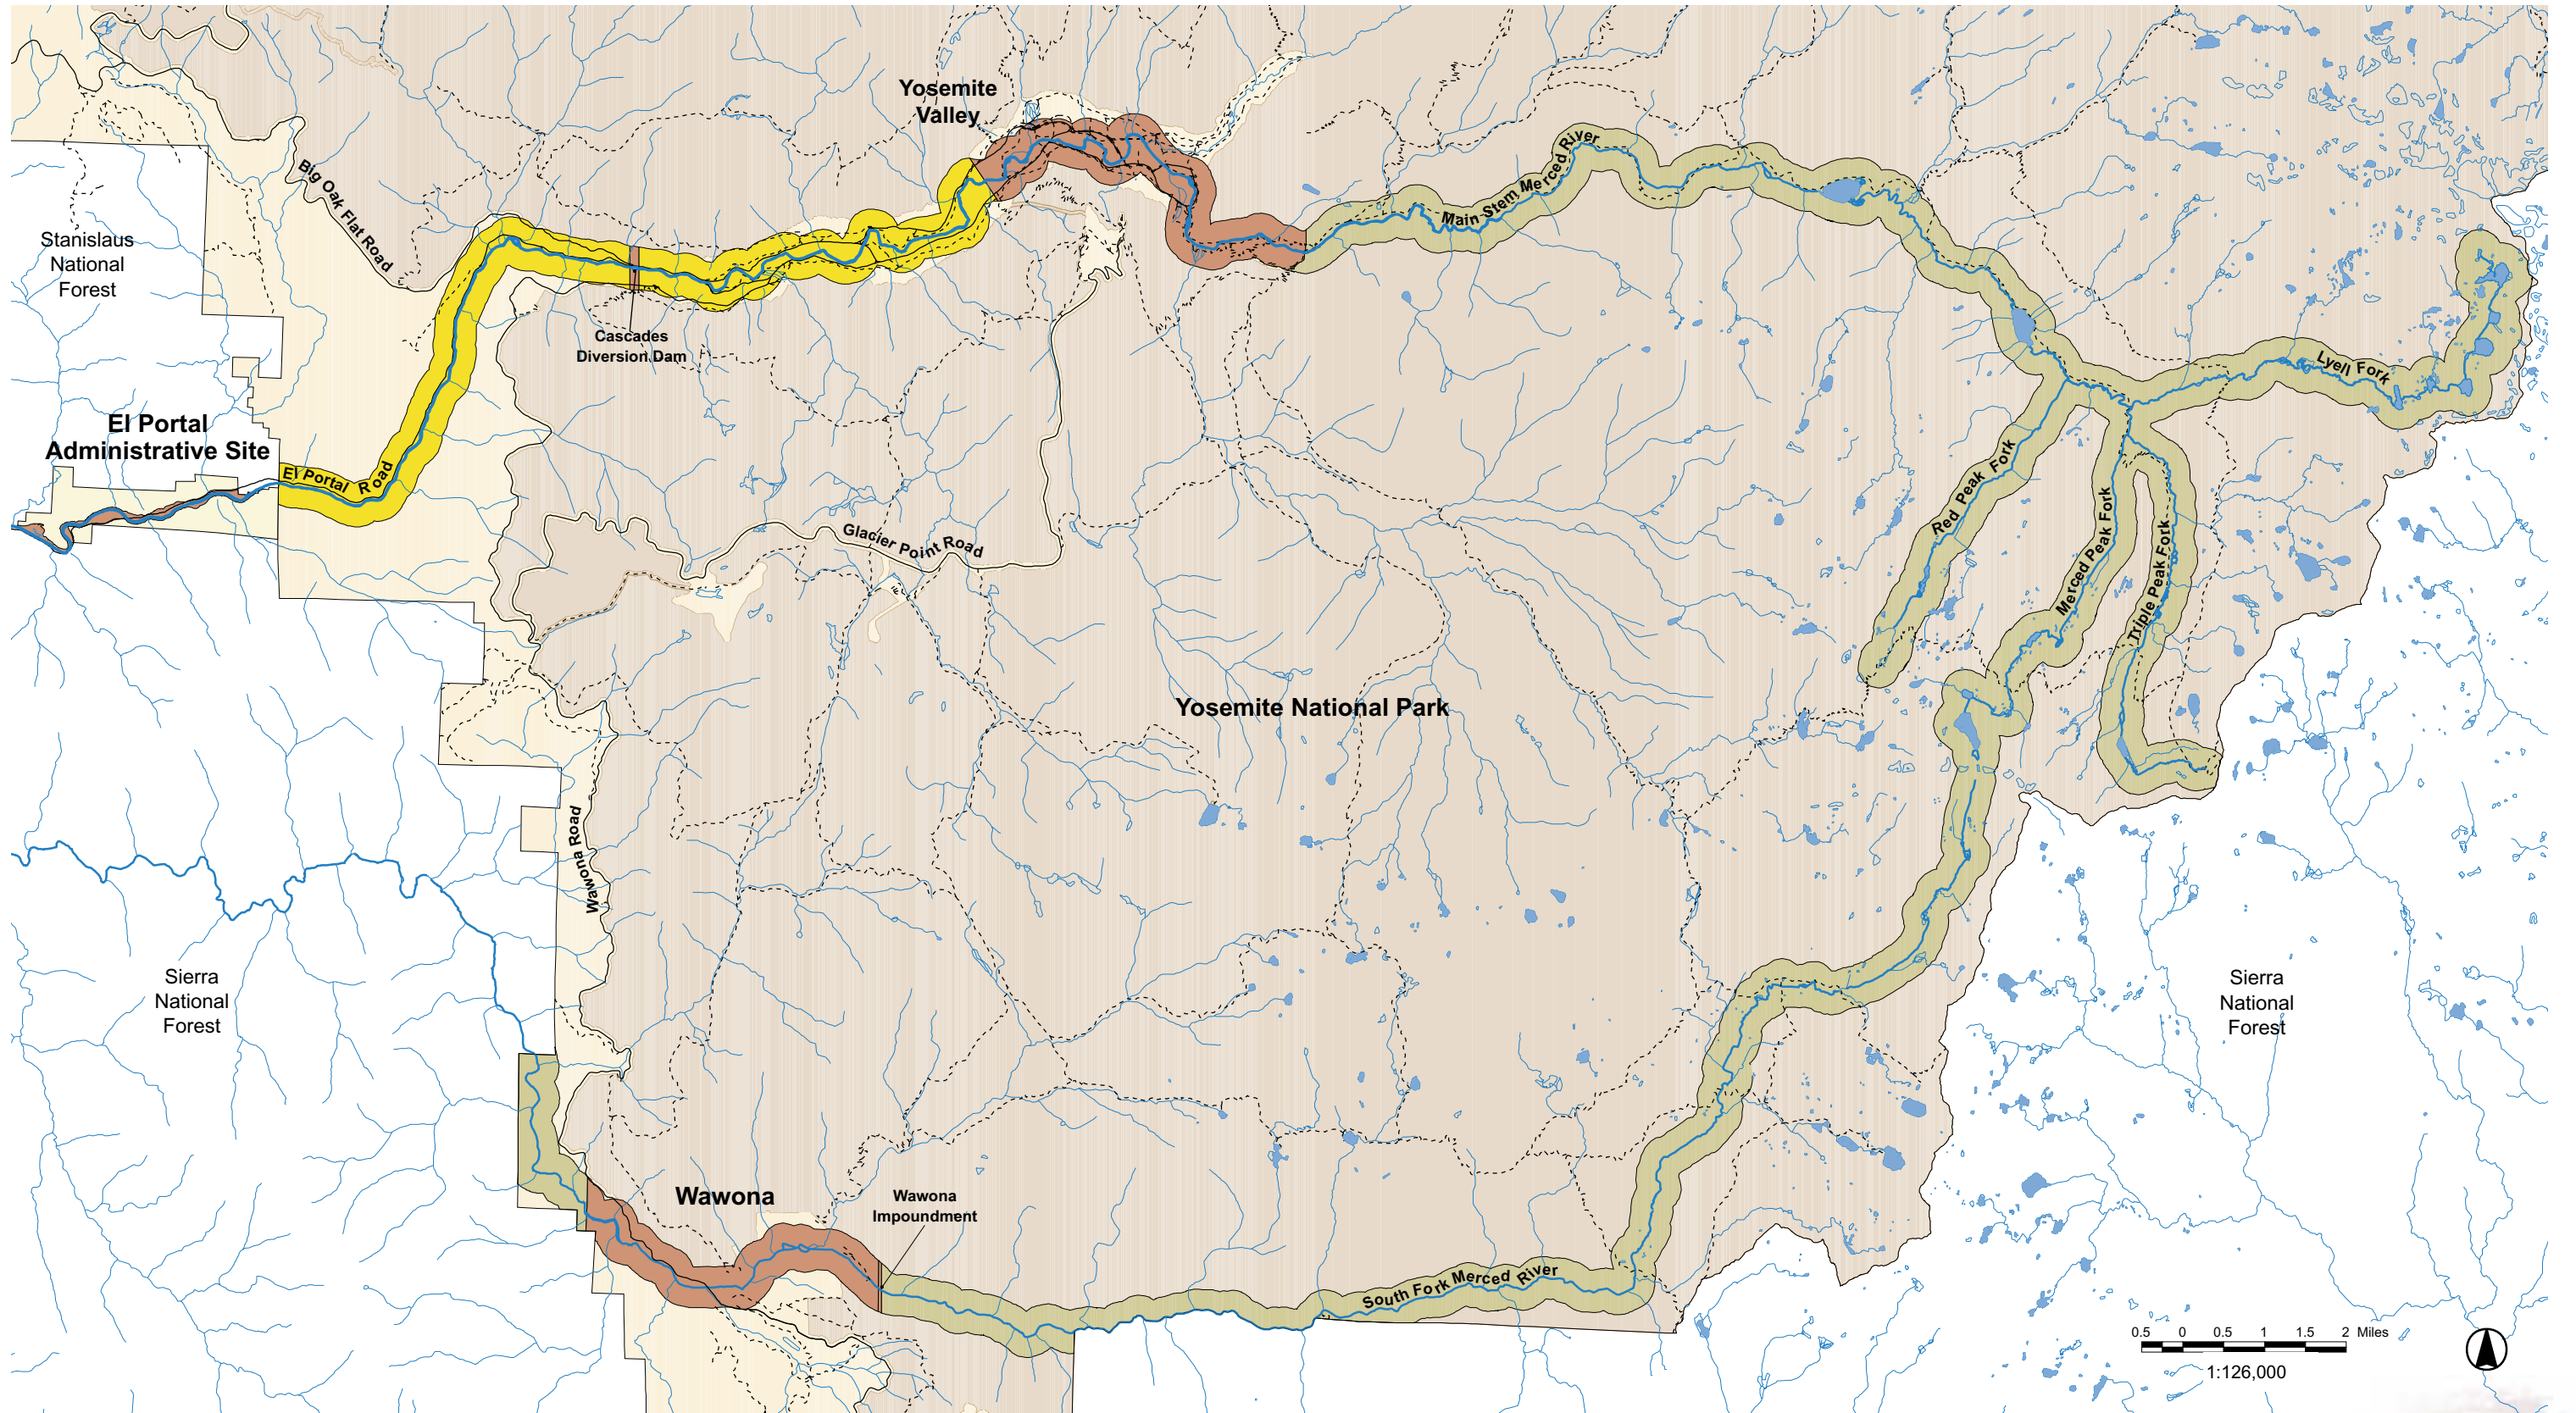 Yosemite
Valley
Big Oak Flat Road
Main Stem Merced River
Stanislaus
National
Forest
Cascades
Diversion Dam
Lyell Fork
El Portal
Administrative Site
El Portal Road
Red Peak Fork
Merced Peak Fork
Triple Peak Fork
Glacier Point Road
Yosemite National Park
Wawona Road
Sierra
National
Forest
Sierra
National
Forest
Wawona
Wawona
Impoundment
South Fork Merced River
0.5 0 0.5 1 1.5 2 Miles
1:126,000